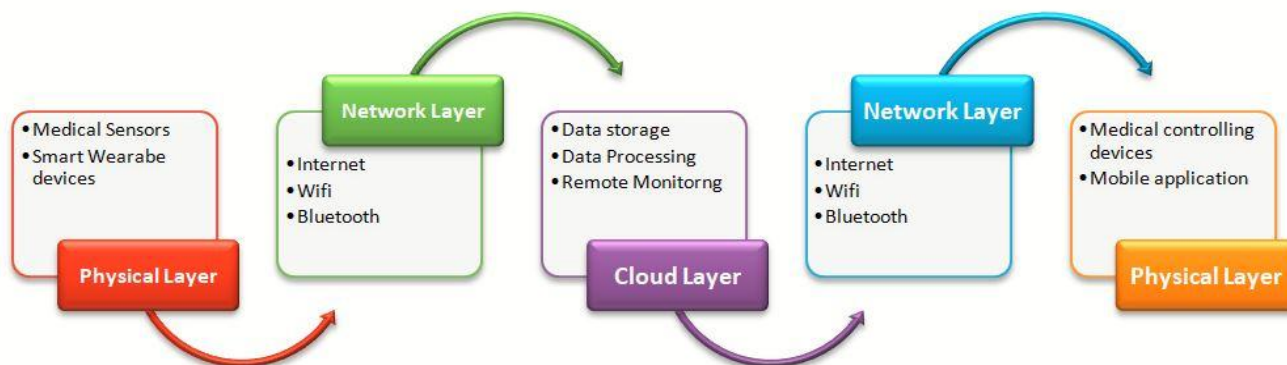 •Medical Sensors
•Smart Wearabe
devices
Physical Layer
Network Layer
•Internet
•Wifi
•Bluetooth
•Data storage
•Data Processing
•Remote Monitorng
Cloud Layer
Network Layer
•Internet
•Wifi
•Bluetooth
•Medical controlling
devices
•Mobile application
Physical Layer